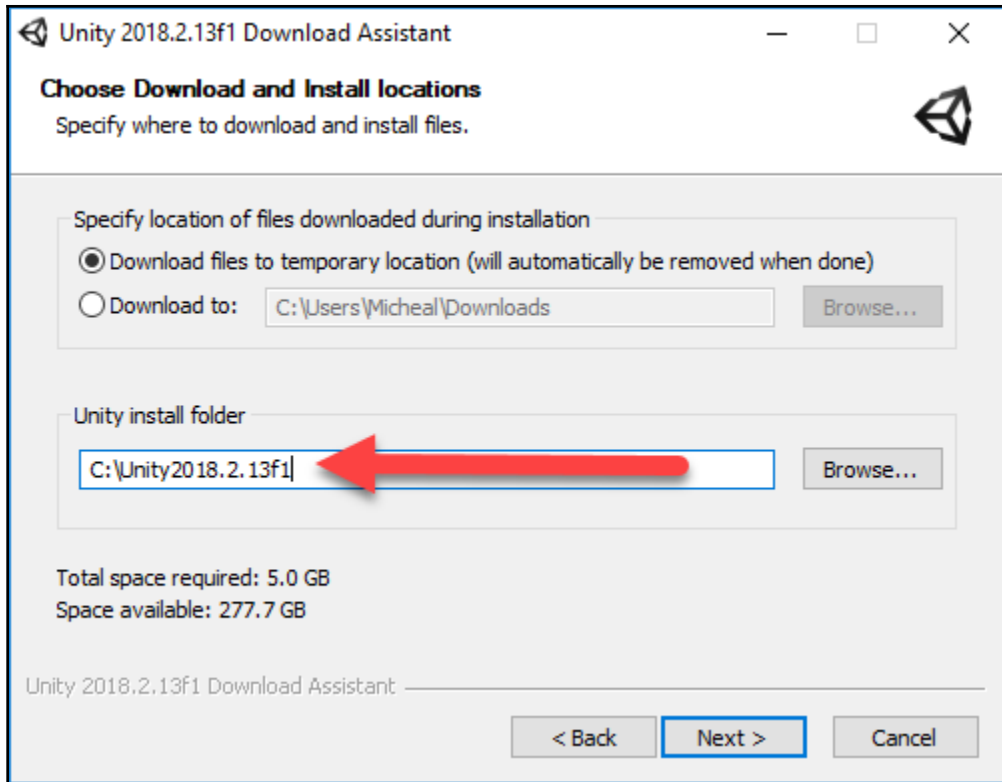 Unity 2018.2.13f1 Download Assistant
Choose Download and Install locations
Specify where to download and install files.
Specify location of files downloaded during installation
Download files to temporary location (will automatically be removed when done)
Download to: C:\Users\Micheal\Downloads Browse...
Unity install folder
C:\Unity2018.2.13f1 Browse...
Total space required: 5.0 GB
Space available: 277.7 GB
Unity 2018.2.13f1 Download Assistant
< Back Next > Cancel